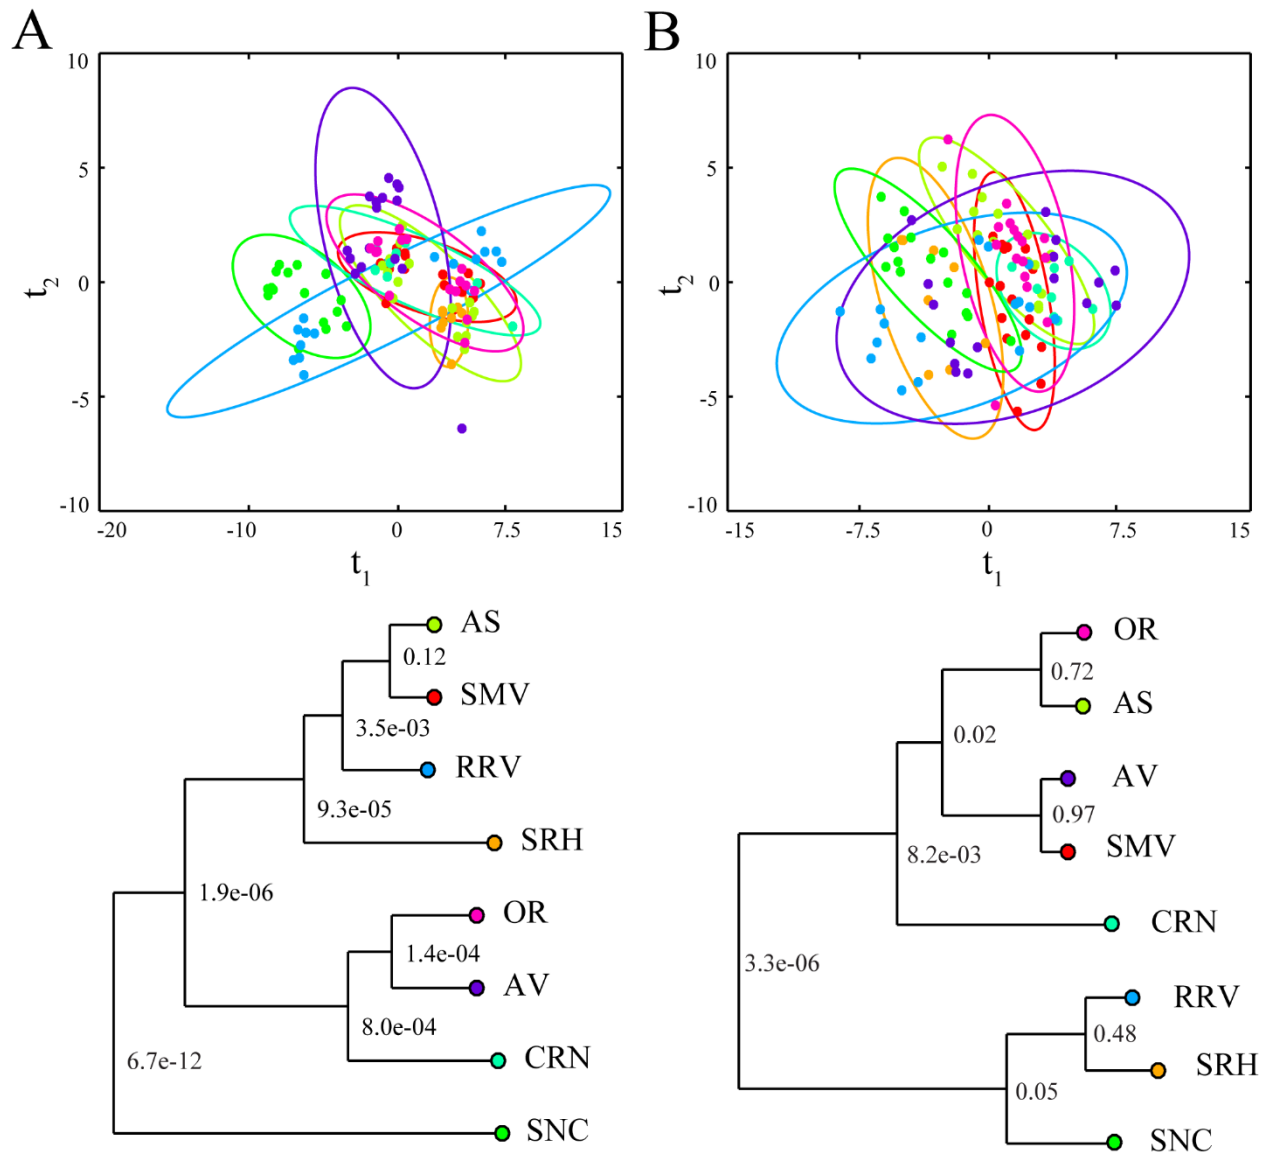 A
10
5
0
-5
-10
t2
-20
-10
0
7.5
15
t1
B
10
5
0
-5
-10
t2
-15
-7.5
0
7.5
15
t1
AS
0.12
SMV
3.5e-03
RRV
9.3e-05
SRH
1.9e-06
OR
1.4e-04
AV
8.0e-04
CRN
6.7e-12
SNC
OR
0.72
AS
0.02
AV
0.97
SMV
8.2e-03
CRN
3.3e-06
RRV
0.48
SRH
0.05
SNC